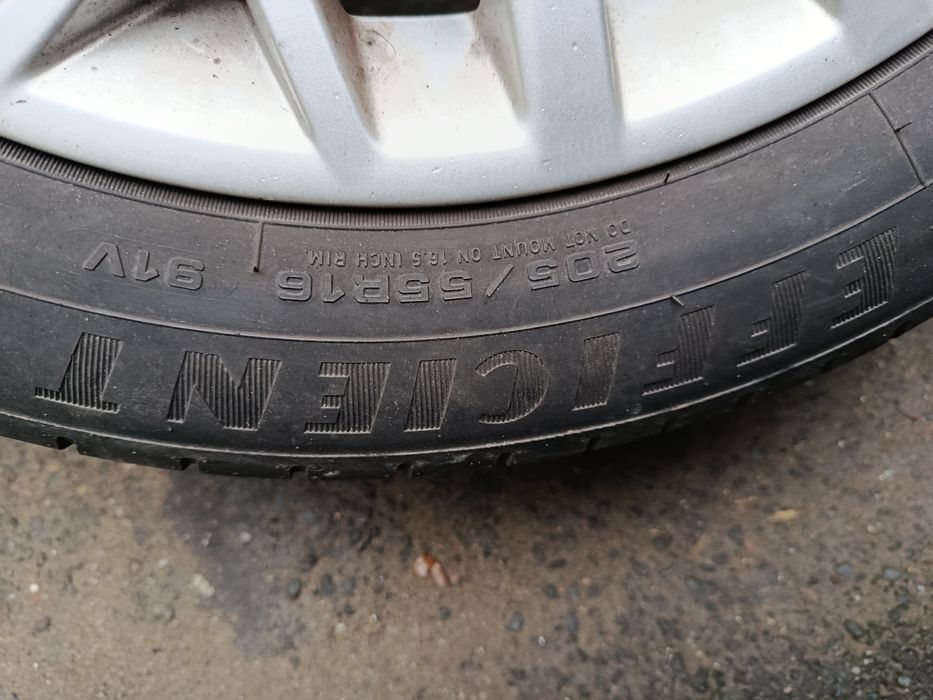 205/55R16 91V
DO NOT MOUNT ON 16.5 INCH RIM.
EFFICIENT